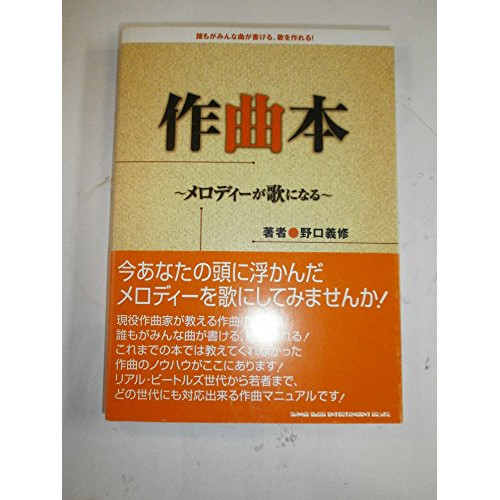 誰もがみんな曲が書ける、歌を作れる!
作曲本
～メロディーが歌になる～
著者●野口義修
今あなたの頭に浮かんだ
メロディーを歌にしてみませんか!
現役作曲家が教える作曲の
誰もがみんな曲が書ける、
れる!
これまでの本では教えてくれなかった
作曲のノウハウがここにあります!
リアル・ビートルズ世代から若者まで、
どの世代にも対応出来る作曲マニュアルです!